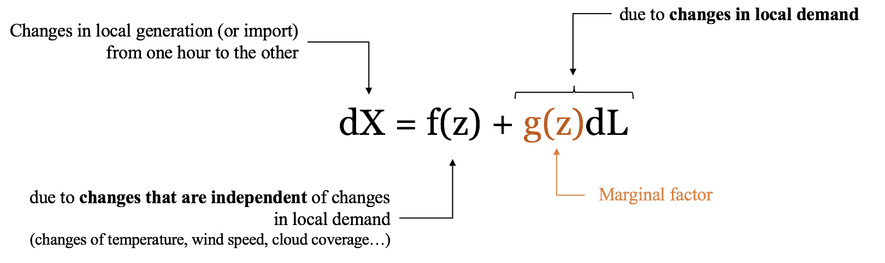 due to changes in local demand
Changes in local generation (or import)
from one hour to the other
dX = f(z) + g(z)dL
due to changes that are independent of changes
in local demand
(changes of temperature, wind speed, cloud coverage…)
Marginal factor